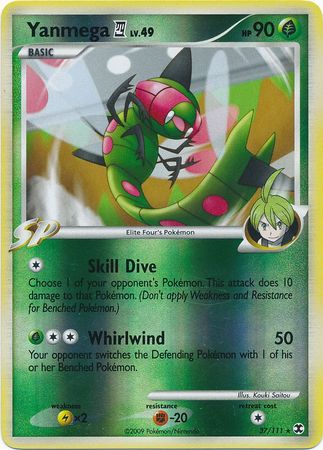 Yanmega 4 LV.49 HP 90
BASIC
Elite Four's Pokémon
SP
Skill Dive
Choose 1 of your opponent's Pokémon. This attack does 10
damage to that Pokémon. (Don't apply Weakness and Resistance
for Benched Pokémon.)
Whirlwind 50
Your opponent switches the Defending Pokémon with 1 of his
or her Benched Pokémon.
Illus. Kouki Saitou
weakness resistance retreat cost
×2 -20
©2009 Pokémon/Nintendo 37/111 ★